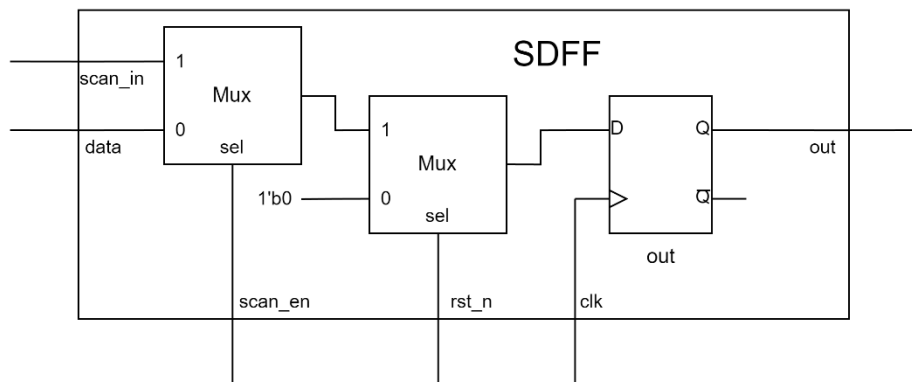 SDFF
1
scan_in
Mux
0
data
sel
1
Mux
1'b0
0
sel
D
Q
Q̅
out
out
scan_en
rst_n
clk